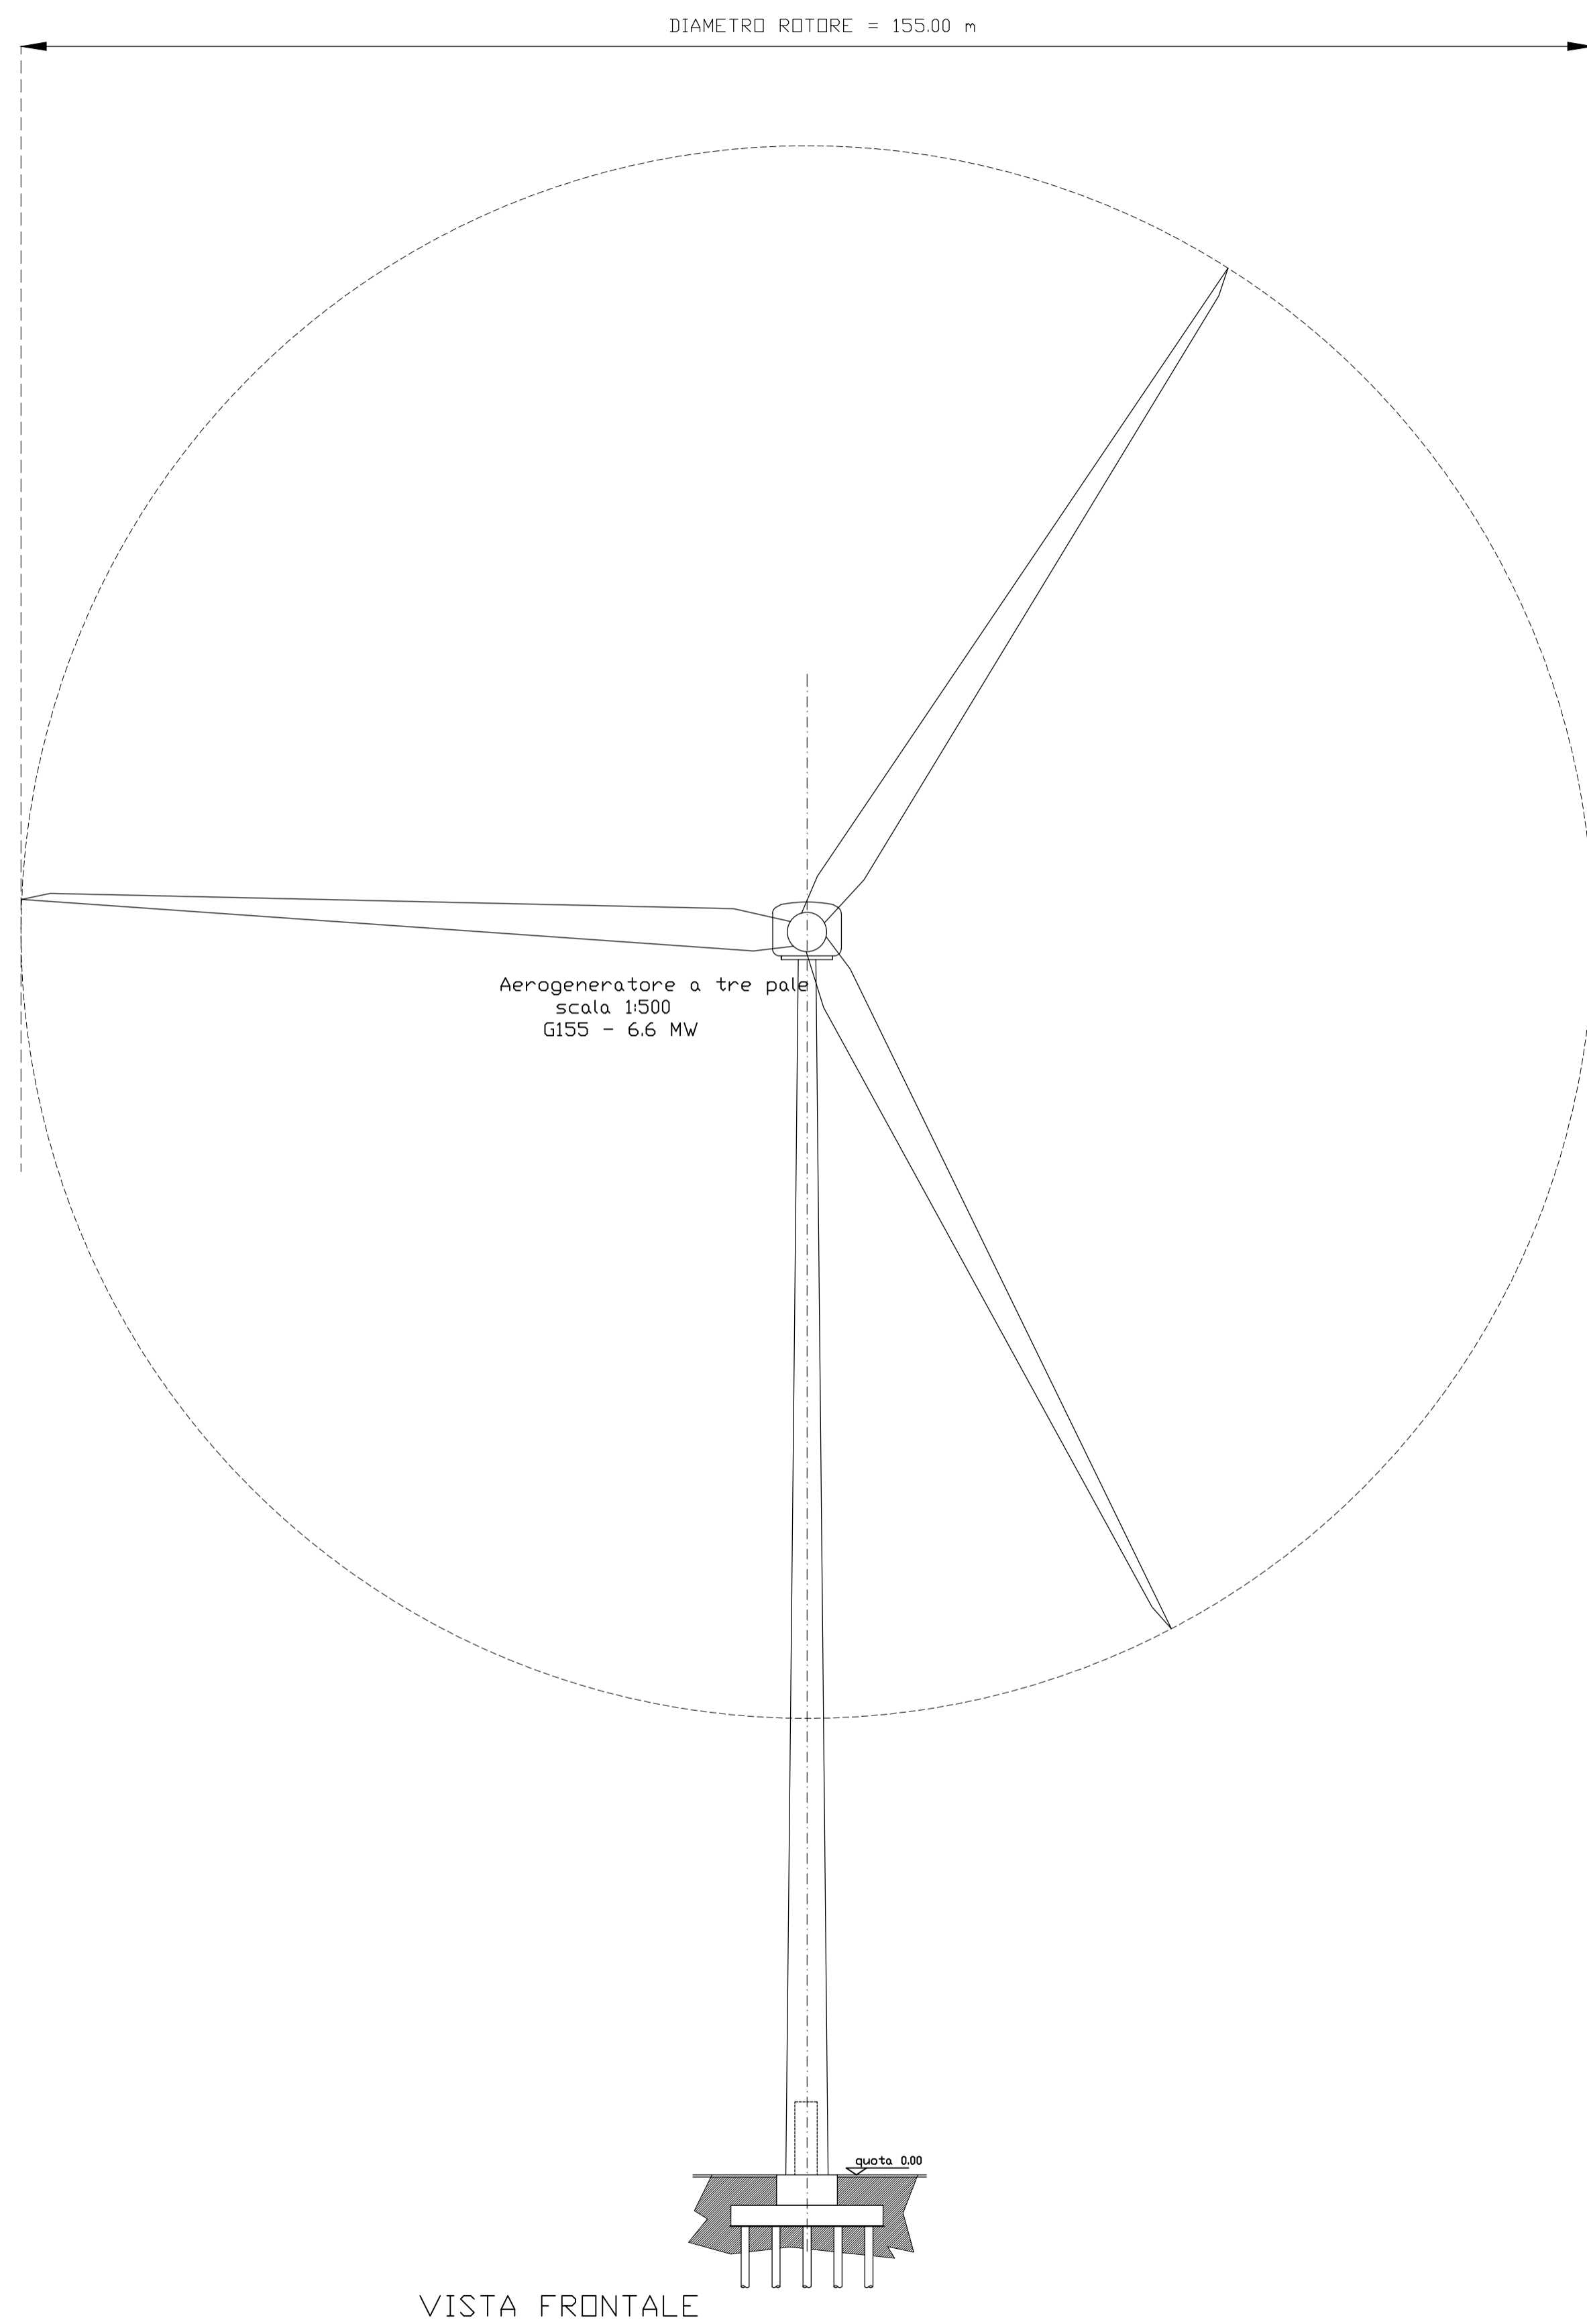 DIAMETRO ROTORE = 155.00 m
Aerogeneratore a tre pale
scala 1:500
G155 - 6.6 MW
quota 0.00
VISTA FRONTALE